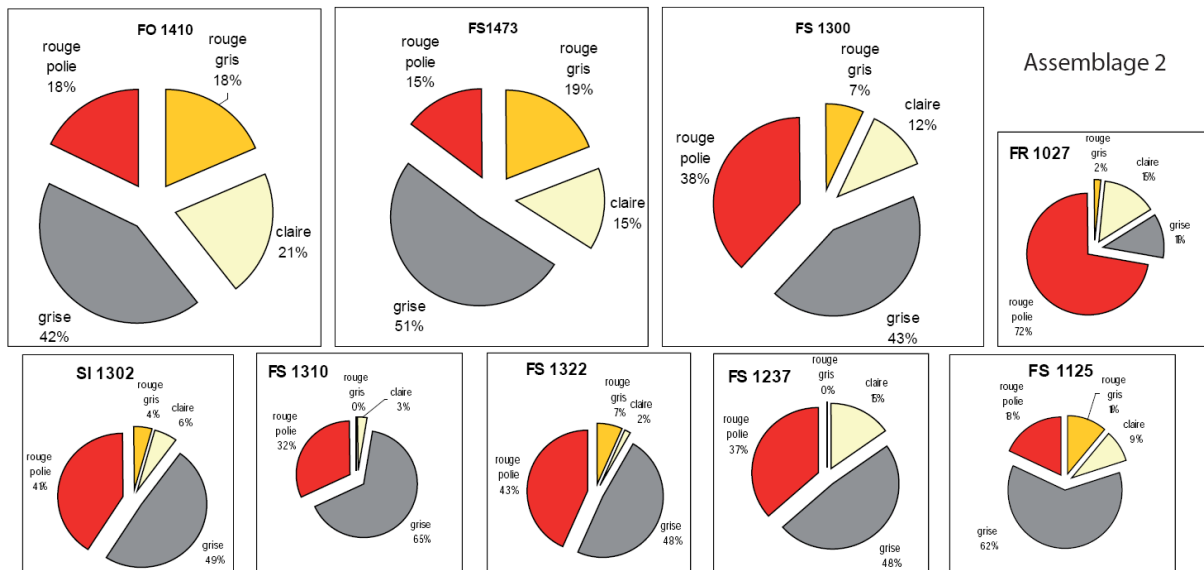 FO 1410
rouge
polie
18%
rouge
gris
18%
claire
21%
grise
42%
FS1473
rouge
polie
15%
rouge
gris
19%
claire
15%
grise
51%
FS 1300
rouge
gris
7%
claire
12%
rouge
polie
38%
grise
43%
Assemblage 2
FR 1027
rouge
gris
2%
claire
15%
grise
11%
rouge
polie
72%
SI 1302
rouge
gris
4%
claire
6%
rouge
polie
41%
grise
49%
FS 1310
rouge
gris
0%
claire
3%
rouge
polie
32%
grise
65%
FS 1322
rouge
gris
7%
claire
2%
rouge
polie
43%
grise
48%
FS 1237
rouge
gris
0%
claire
15%
rouge
polie
37%
grise
48%
FS 1125
rouge
polie
18%
rouge
gris
11%
claire
9%
grise
62%